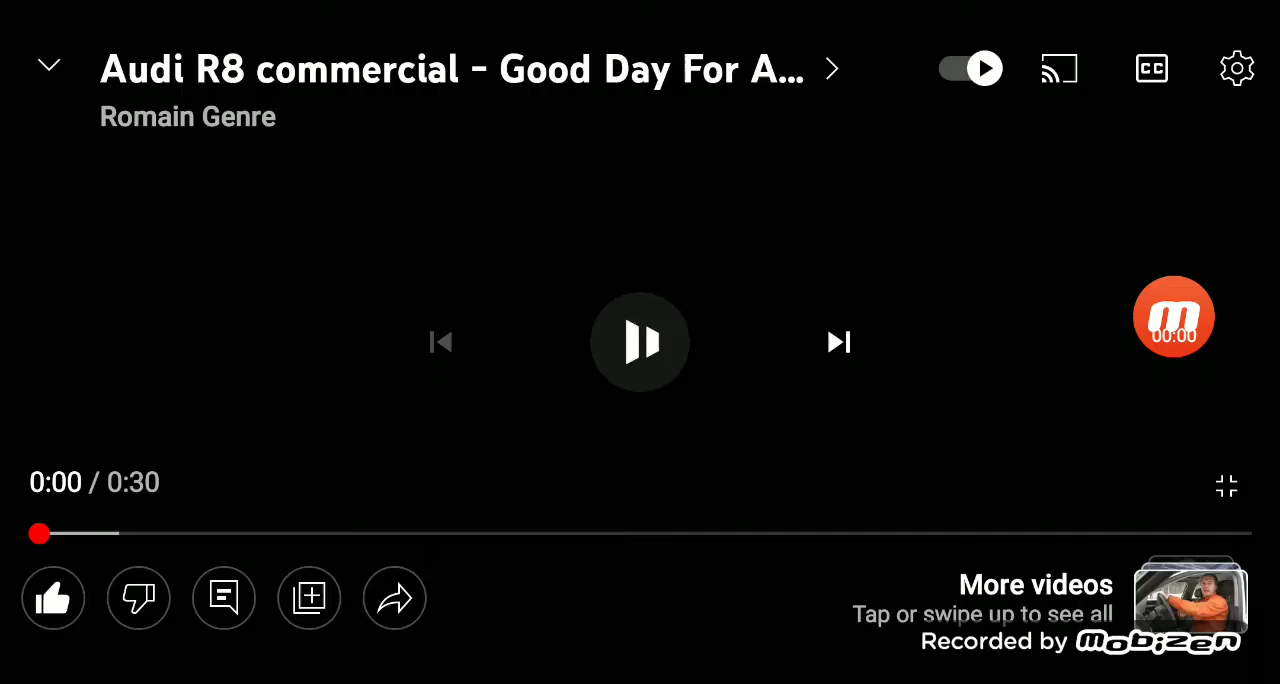 Audi R8 commercial - Good Day For A...
Romain Genre
CC
m
00:00
0:00 / 0:30
More videos
Tap or swipe up to see all
Recorded by mobizen